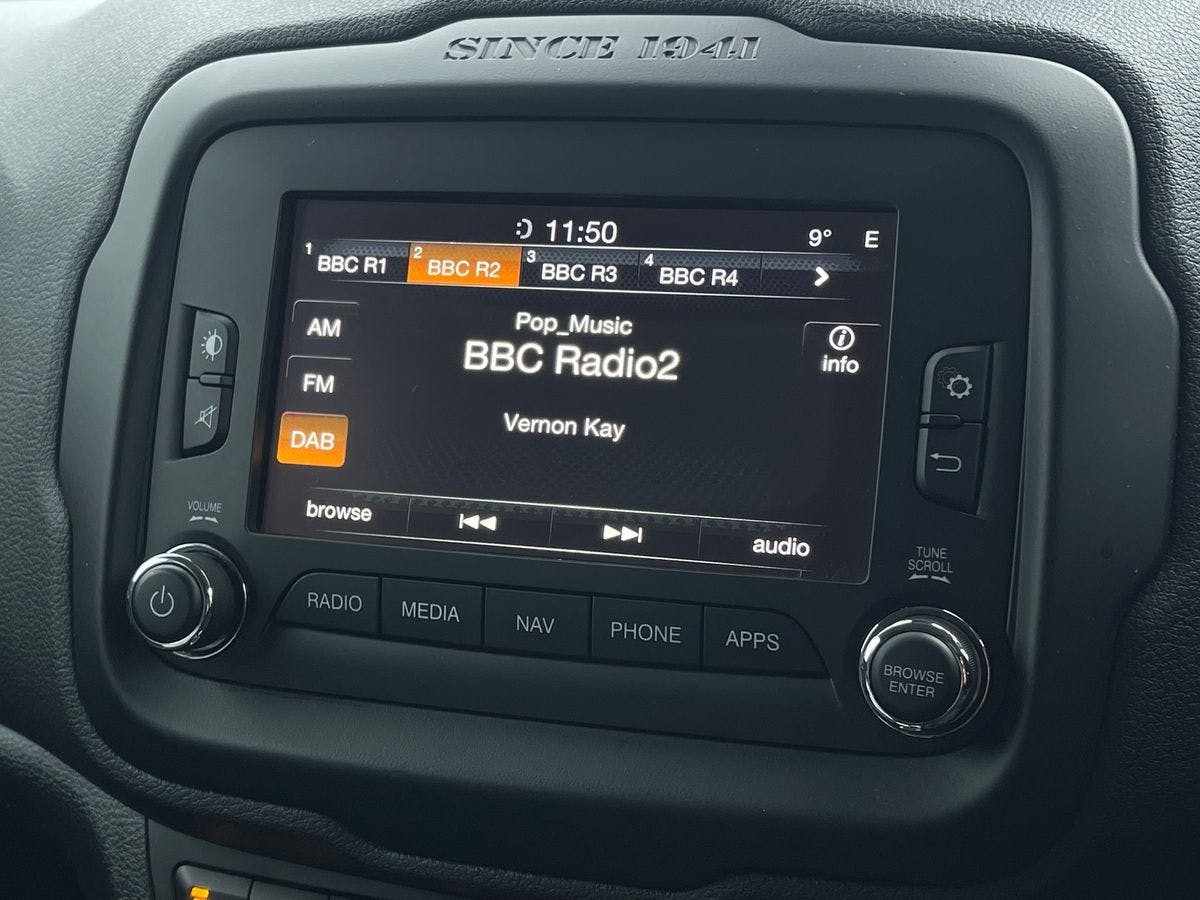 SINCE 1941
11:50
9° E
1 BBC R1 2 BBC R2 3 BBC R3 4 BBC R4
AM
FM
DAB
Pop_Music
BBC Radio2
Vernon Kay
info
browse
audio
VOLUME
TUNE
SCROLL
RADIO MEDIA NAV PHONE APPS
BROWSE
ENTER